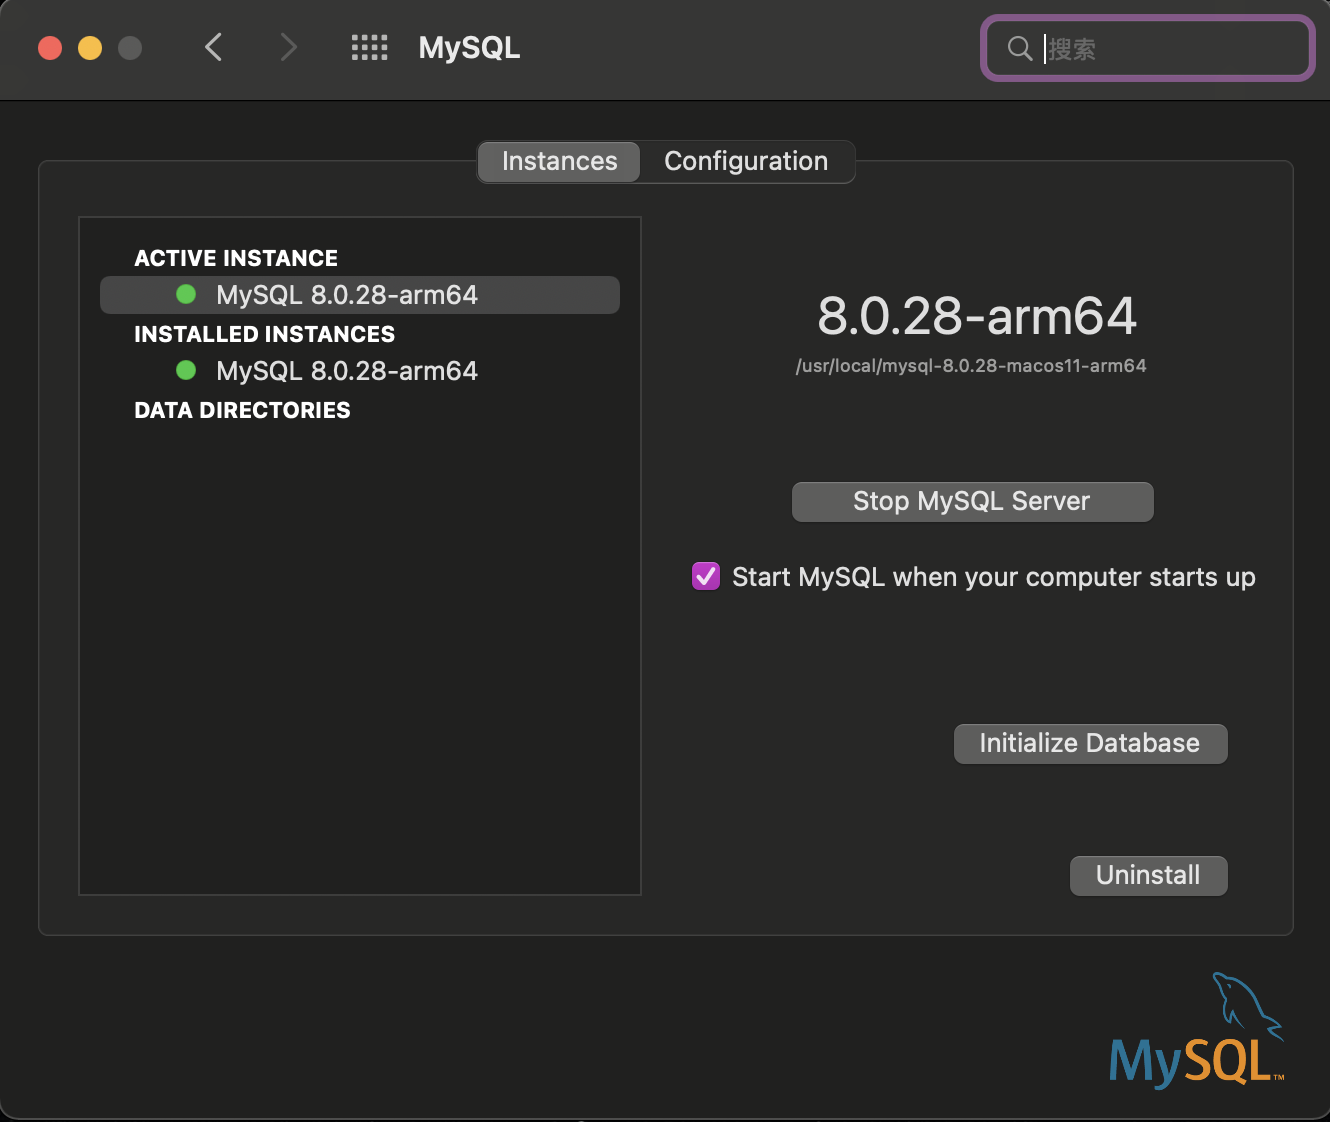 MySQL
搜索
Instances
Configuration
ACTIVE INSTANCE
MySQL 8.0.28-arm64
INSTALLED INSTANCES
MySQL 8.0.28-arm64
DATA DIRECTORIES
8.0.28-arm64
/usr/local/mysql-8.0.28-macos11-arm64
Stop MySQL Server
Start MySQL when your computer starts up
Initialize Database
Uninstall
MySQL™